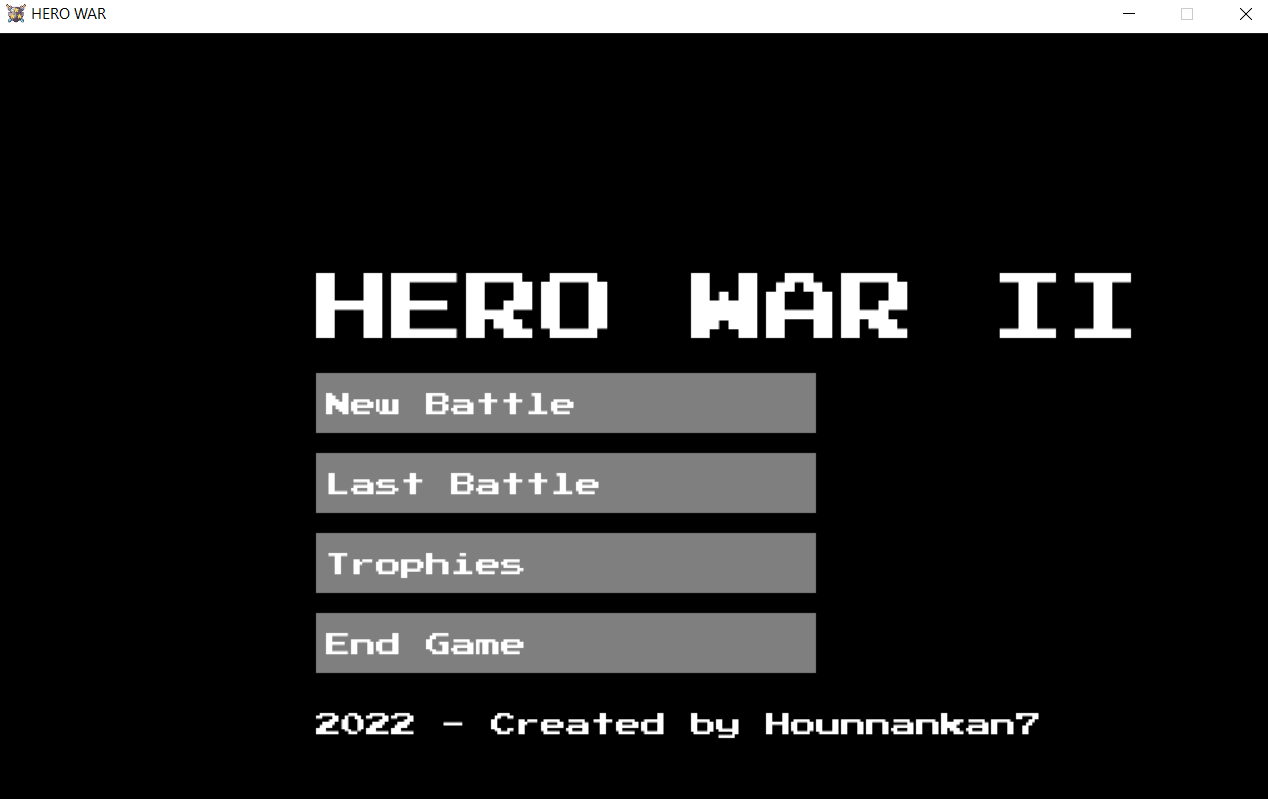 HERO WAR
HERO WAR II
New Battle
Last Battle
Trophies
End Game
2022 - Created by Hounnankan7